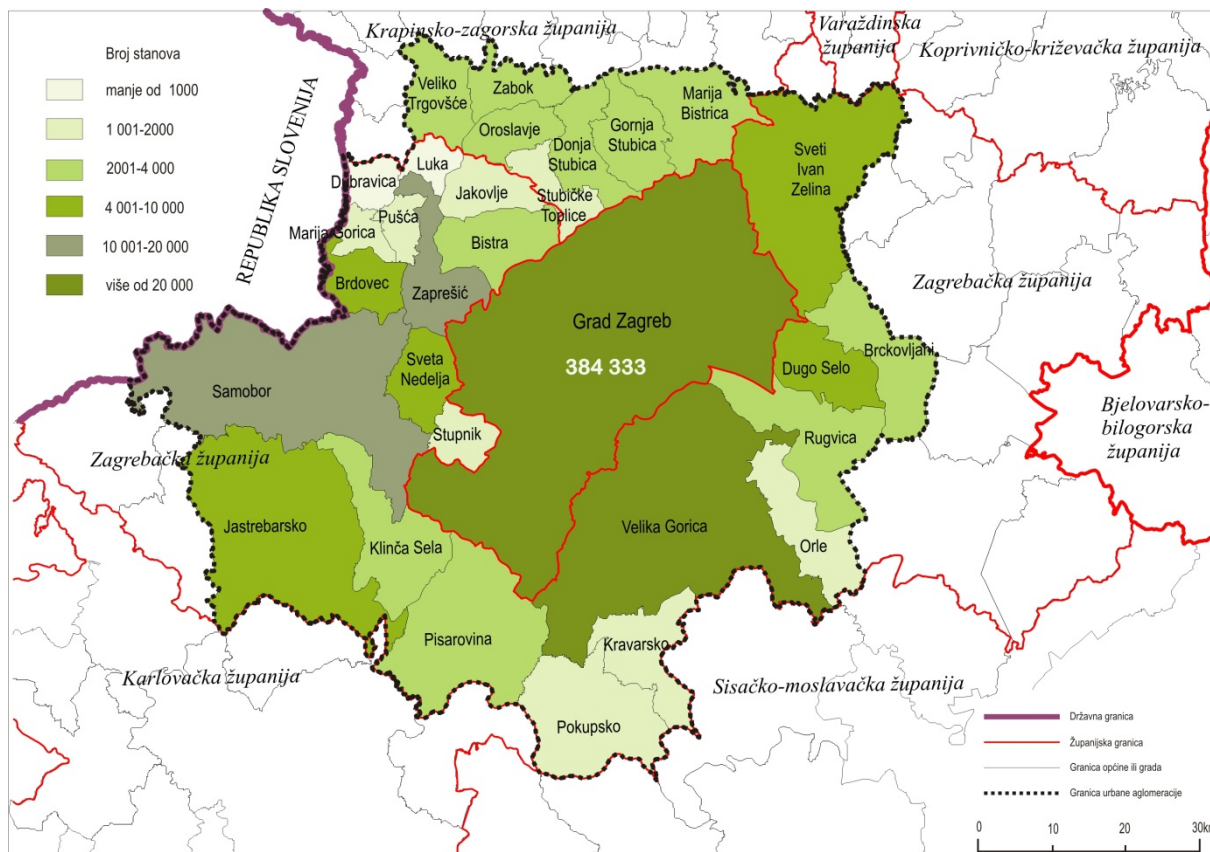 Broj stanova
manje od 1000
1 001-2000
2001-4 000
4 001-10 000
10 001-20 000
više od 20 000
REPUBLIKA SLOVENIJA
Krapinsko-zagorska županija
Varaždinska
županija
Koprivničko-križevačka županija
Veliko
Trgovšće
Zabok
Oroslavje
Donja
Stubica
Gornja
Stubica
Marija
Bistrica
Sveti
Ivan
Zelina
Luka
Dubravica
Jakovlje
Stubičke
Toplice
Pušća
Marija Gorica
Bistra
Brdovec
Zaprešić
Zagrebačka županija
Grad Zagreb
384 333
Brckovljani
Dugo Selo
Sveta
Nedelja
Samobor
Stupnik
Rugvica
Bjelovarsko-
bilogorska
županija
Zagrebačka županija
Jastrebarsko
Klinča Sela
Velika Gorica
Orle
Pisarovina
Kravarsko
Karlovačka županija
Sisačko-moslavačka županija
Pokupsko
Državna granica
Županijska granica
Granica općine ili grada
Granica urbane aglomeracije
0 10 20 30km